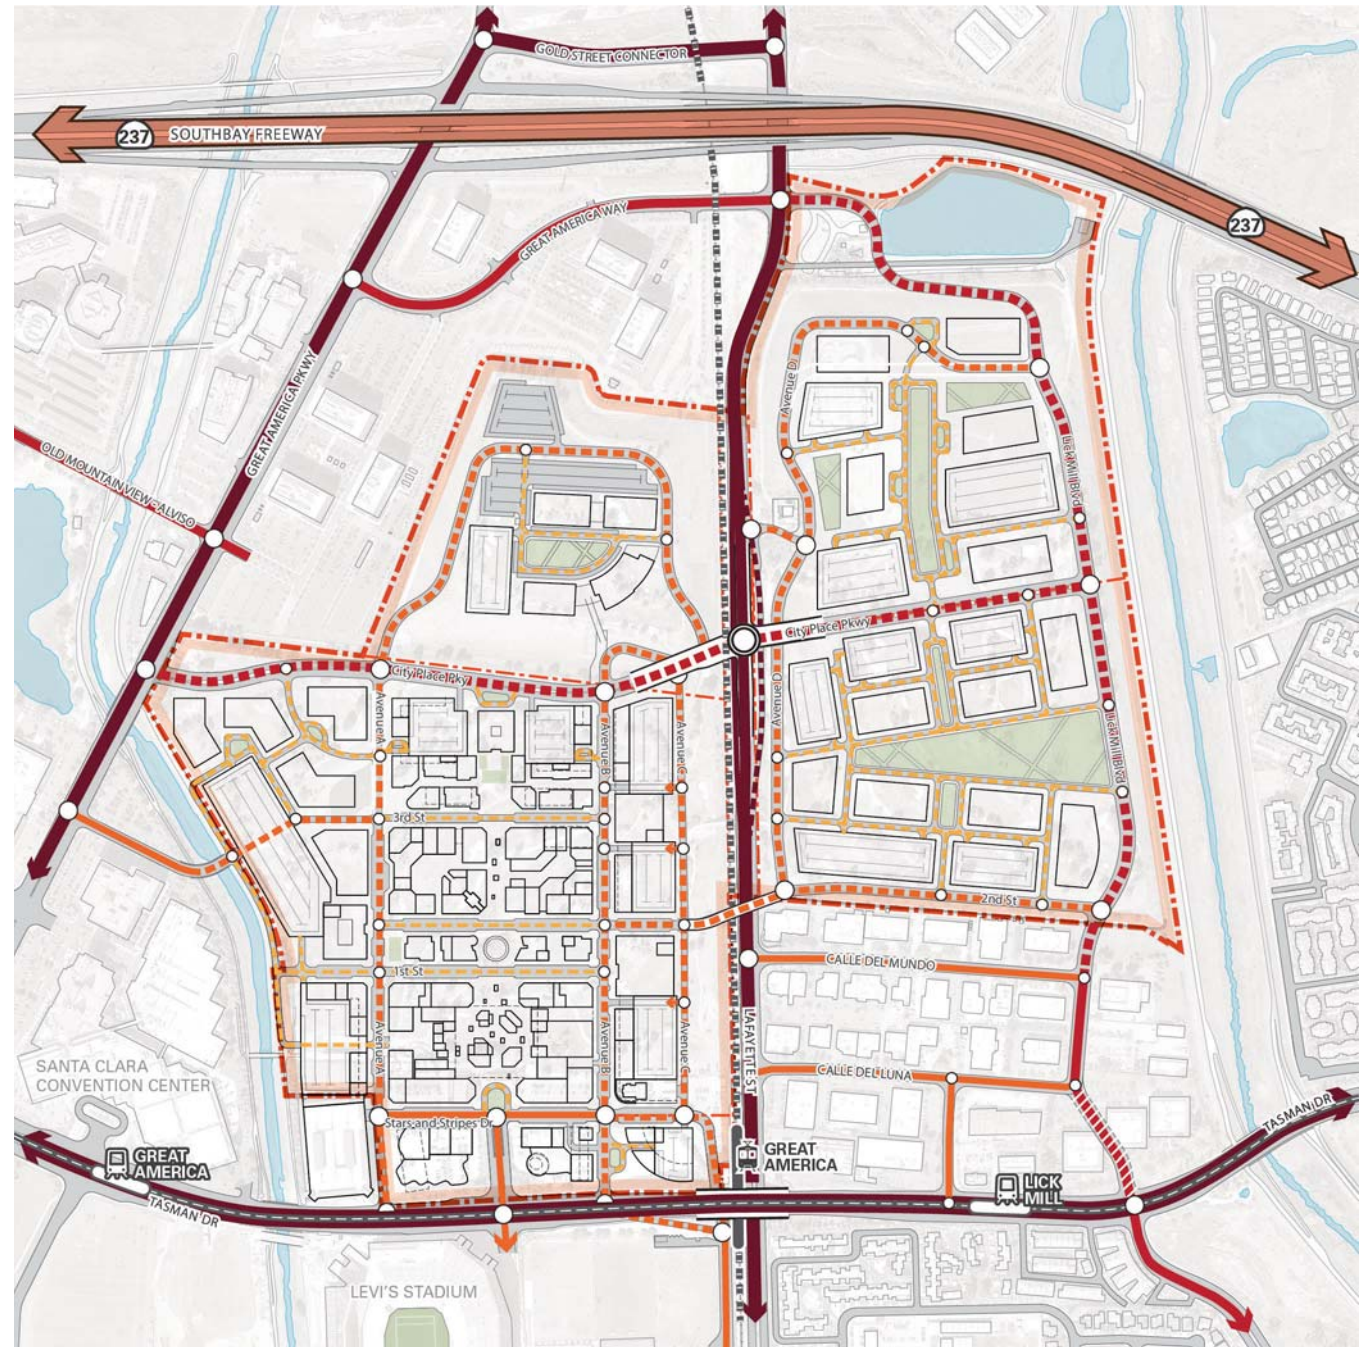 GOLD STREET CONNECTOR
237
SOUTHBAY FREEWAY
237
GREAT AMERICA WAY
GREAT AMERICA PKWY
Avenue D
OLD MOUNTAIN VIEW - ALVISO
Lick Mill Blvd
City Place Pkwy
City Place Pky
Avenue A
Avenue B
Avenue C
Avenue D
Lick Mill Blvd
3rd St
2nd St
CALLE DEL MUNDO
1st St
LAFAYETTE ST
Avenue A
Avenue B
Avenue C
SANTA CLARA
CONVENTION CENTER
CALLE DEL LUNA
TASMAN DR
Stars and Stripes Dr
GREAT
AMERICA
GREAT
AMERICA
LICK
MILL
TASMAN DR
LEVI'S STADIUM